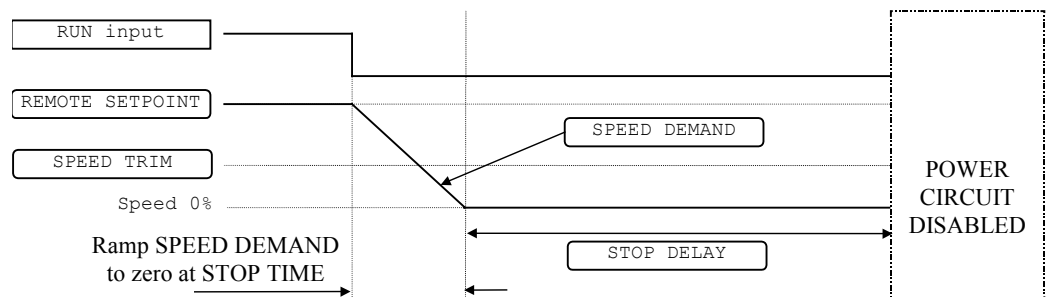 RUN input
REMOTE SETPOINT
SPEED DEMAND
SPEED TRIM
Speed 0%
POWER
CIRCUIT
DISABLED
Ramp SPEED DEMAND
to zero at STOP TIME
STOP DELAY